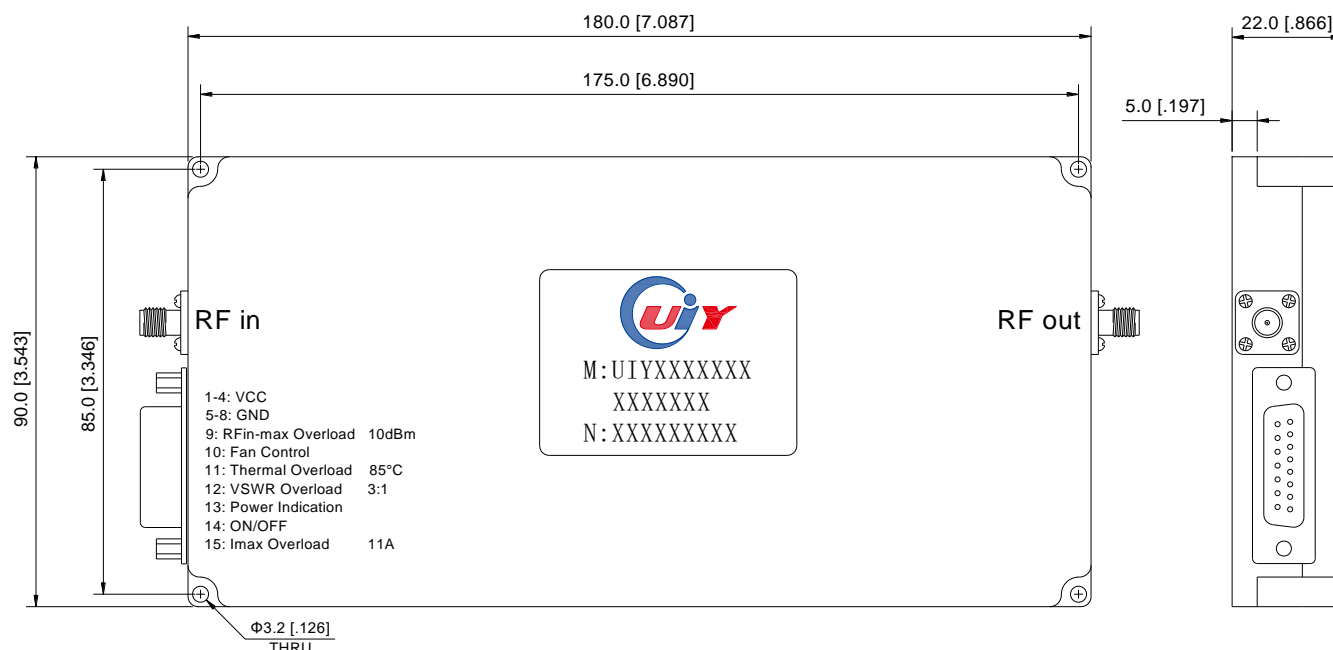 180.0 [7.087]
22.0 [.866]
175.0 [6.890]
5.0 [.197]
90.0 [3.543]
85.0 [3.346]
UiY
RF in
RF out
M:UIYXXXXXXX
XXXXXXX
N:XXXXXXXXX
1-4: VCC
5-8: GND
9: RFin-max Overload 10dBm
10: Fan Control
11: Thermal Overload 85°C
12: VSWR Overload 3:1
13: Power Indication
14: ON/OFF
15: Imax Overload 11A
Φ3.2 [.126]
THRU